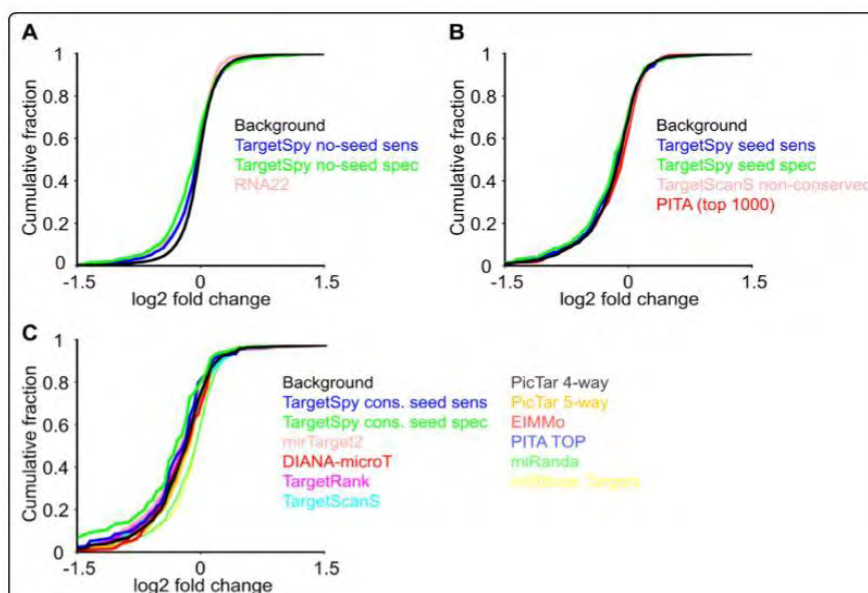 A
Cumulative fraction
1
0.8
0.6
0.4
0.2
0
-1.5
0
1.5
log2 fold change
Background
TargetSpy no-seed sens
TargetSpy no-seed spec
RNA22
B
Cumulative fraction
1
0.8
0.6
0.4
0.2
0
-1.5
0
1.5
log2 fold change
Background
TargetSpy seed sens
TargetSpy seed spec
TargetScanS non-conserved
PITA (top 1000)
C
Cumulative fraction
1
0.8
0.6
0.4
0.2
0
-1.5
0
1.5
log2 fold change
Background
TargetSpy cons. seed sens
TargetSpy cons. seed spec
mirTarget2
DIANA-microT
TargetRank
TargetScanS
PicTar 4-way
PicTar 5-way
EIMMo
PITA TOP
miRanda
Targets